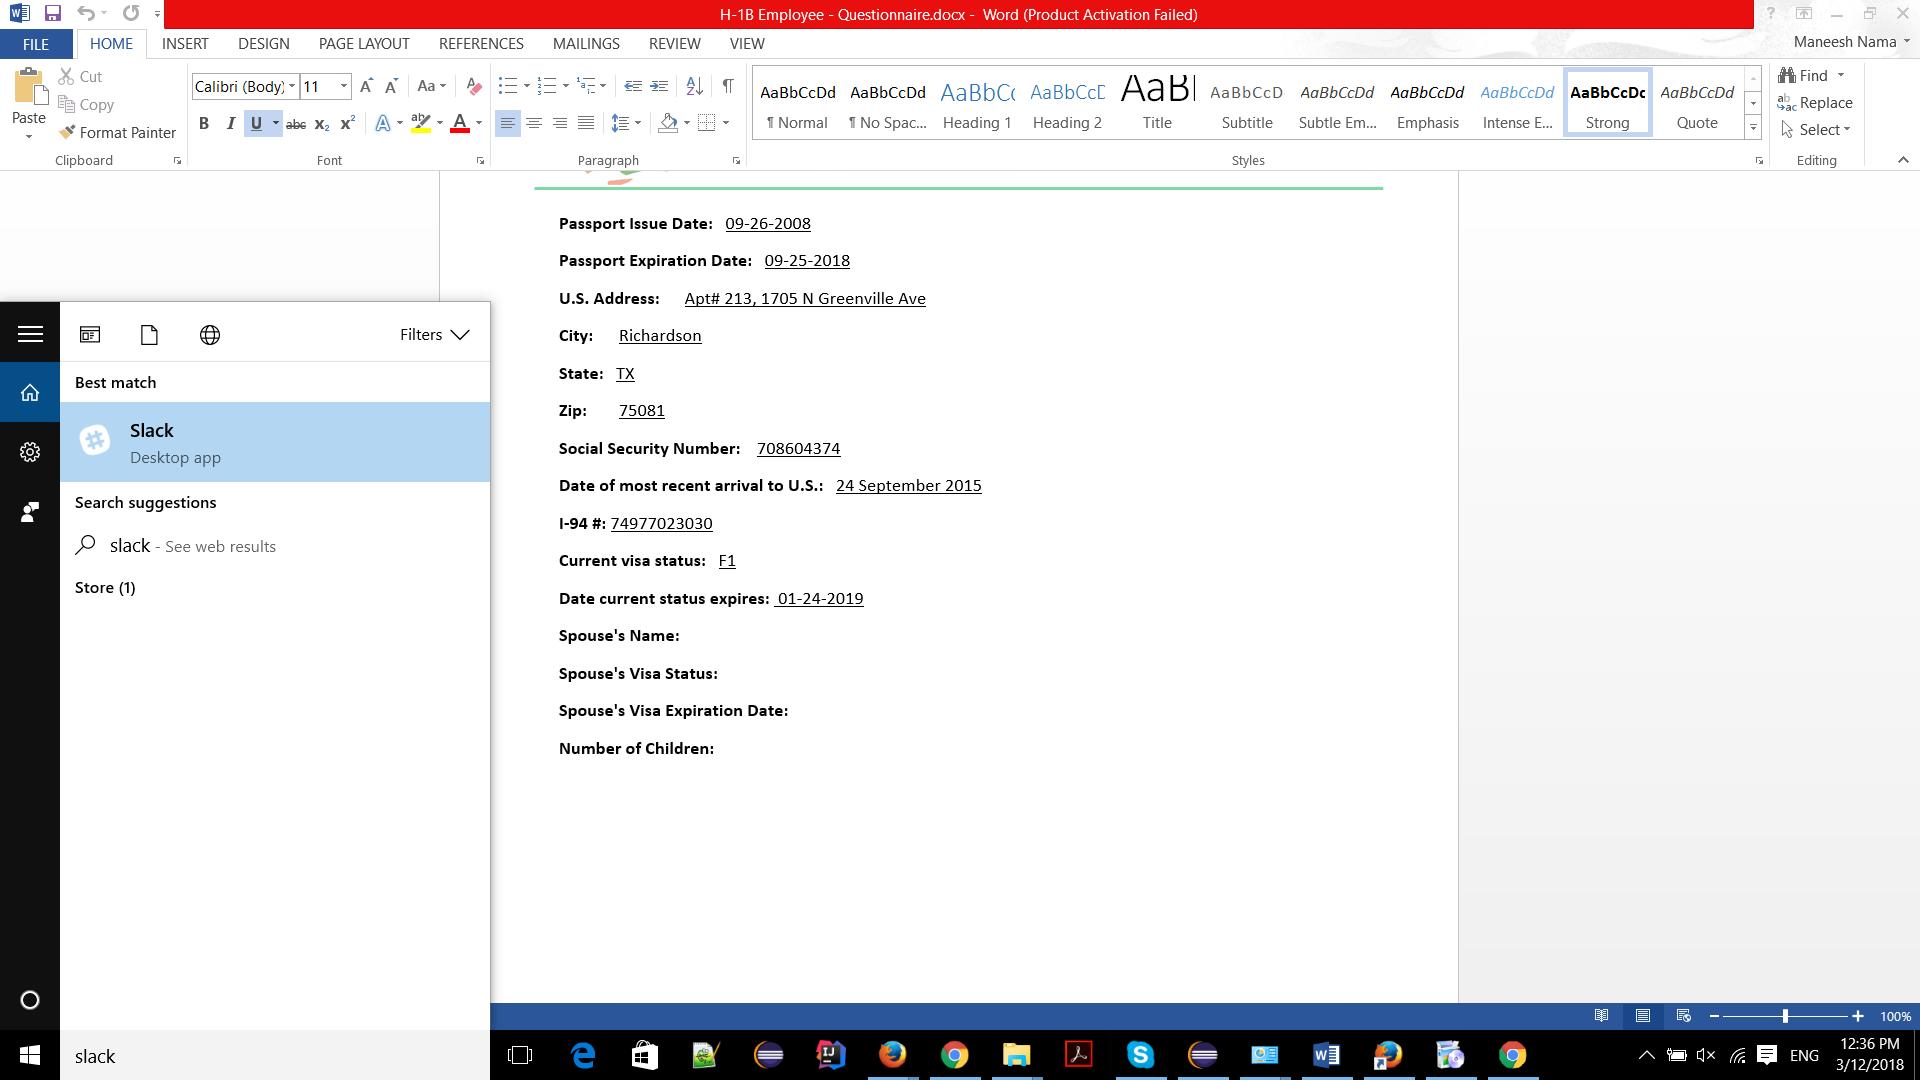 H-1B Employee - Questionnaire.docx - Word (Product Activation Failed)
FILE HOME INSERT DESIGN PAGE LAYOUT REFERENCES MAILINGS REVIEW VIEW
Maneesh Nama
Paste
Cut
Copy
Format Painter
Clipboard
Calibri (Body) 11
Font
Paragraph
AaBbCcDd AaBbCcDd AaBbCc AaBbCcD AaBl AaBbCcD AaBbCcDd AaBbCcDd AaBbCcDd AaBbCcDc AaBbCcDd
¶ Normal ¶ No Spac... Heading 1 Heading 2 Title Subtitle Subtle Em... Emphasis Intense E... Strong Quote
Styles
Find
Replace
Select
Editing
Passport Issue Date: 09-26-2008
Passport Expiration Date: 09-25-2018
U.S. Address: Apt# 213, 1705 N Greenville Ave
City: Richardson
State: TX
Zip: 75081
Social Security Number: 708604374
Date of most recent arrival to U.S.: 24 September 2015
I-94 #: 74977023030
Current visa status: F1
Date current status expires: 01-24-2019
Spouse's Name:
Spouse's Visa Status:
Spouse's Visa Expiration Date:
Number of Children:
Filters
Best match
Slack
Desktop app
Search suggestions
slack - See web results
Store (1)
100%
slack
ENG
12:36 PM
3/12/2018